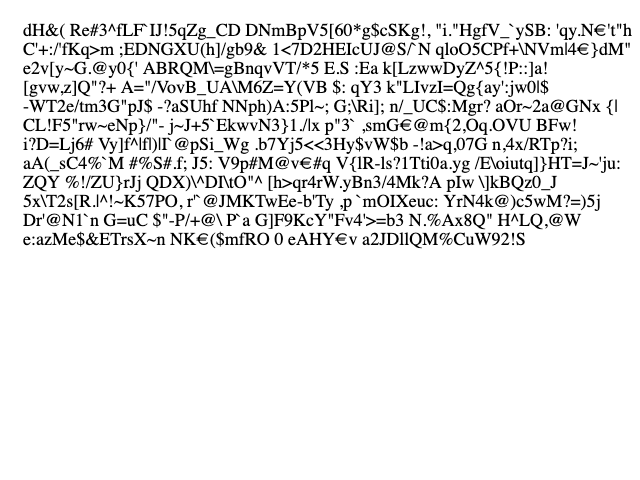 dH&( Re#3^fLF`IJ!5qZg_CD DNmBpV5[60*g$cSKg!, "i."HgfV_`ySB: 'qy.N€'t"h
C'+:/'fKq>m ;EDNGXU(h]/gb9& 1<7D2HEIcUJ@S/`N qloO5CPf+\NVm|4€}dM"
e2v[y~G.@y0{' ABRQM\=gBnqvVT/*5 E.S :Ea k[LzwwDyZ^5{!P::]a!
[gvw,z]Q"?+ A="/VovB_UA\M6Z=Y(VB $: qY3 k"LIvzI=Qg{ay':jw0|$
-WT2e/tm3G"pJ$ -?aSUhf NNph)A:5Pl~; G;\Ri]; n/_UC$:Mgr? aOr~2a@GNx {|
CL!F5"rw~eNp}/"- j~J+5`EkwvN3}1./|x p"3` ,smG€@m{2,Oq.OVU BFw!
i?D=Lj6# Vy]f^|fl)|I`@pSi_Wg .b7Yj5<<3Hy$vW$b -!a>q,07G n,4x/RTp?i;
aA(_sC4%`M #%S#.f; J5: V9p#M@v€#q V{lR-ls?1Tti0a.yg /E\oiutq]}HT=J~'ju:
ZQY %!/ZU}rJj QDX)\^DI\tO"^ [h>qr4rW.yBn3/4Mk?A pIw \]kBQz0_J
5x\T2s[R.|^!~K57PO, r'`@JMKTwEe-b'Ty ,p `mOIXeuc: YrN4k@)c5wM?=)5j
Dr'@N1`n G=uC $"-P/+@\ P`a G]F9KcY"Fv4'>=b3 N.%Ax8Q" H^LQ,@W
e:azMe$&ETrsX~n NK€($mfRO 0 eAHY€v a2JDllQM%CuW92!S